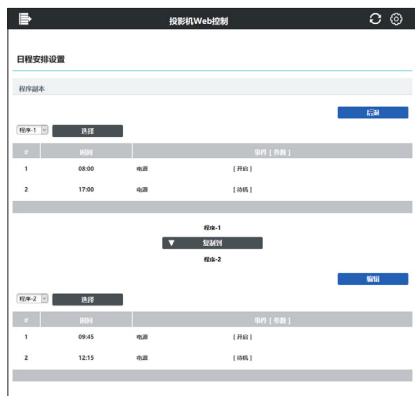 投影机Web控制
日程安排设置
程序副本
后退
程序-1 选择
# 时间 事件 [ 参数 ]
1 08:00 电源 [ 开启 ]
2 17:00 电源 [ 待机 ]
程序-1
▼ 复制到
程序-2
编辑
程序-2 选择
# 时间 事件 [ 参数 ]
1 09:45 电源 [ 开启 ]
2 12:15 电源 [ 待机 ]